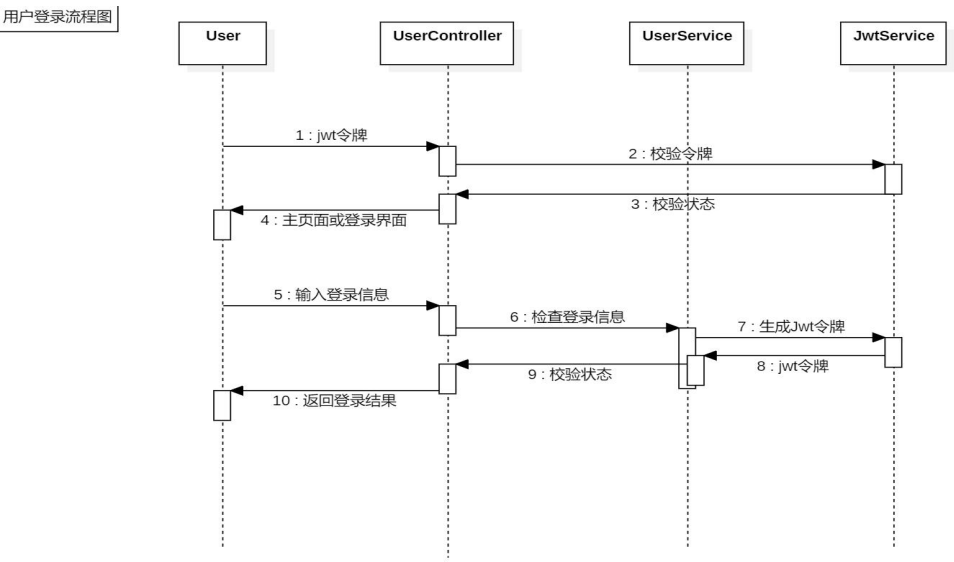 用户登录流程图
User
UserController
UserService
JwtService
1 : jwt令牌
2 : 校验令牌
3 : 校验状态
4 : 主页面或登录界面
5 : 输入登录信息
6 : 检查登录信息
7 : 生成Jwt令牌
8 : jwt令牌
9 : 校验状态
10 : 返回登录结果